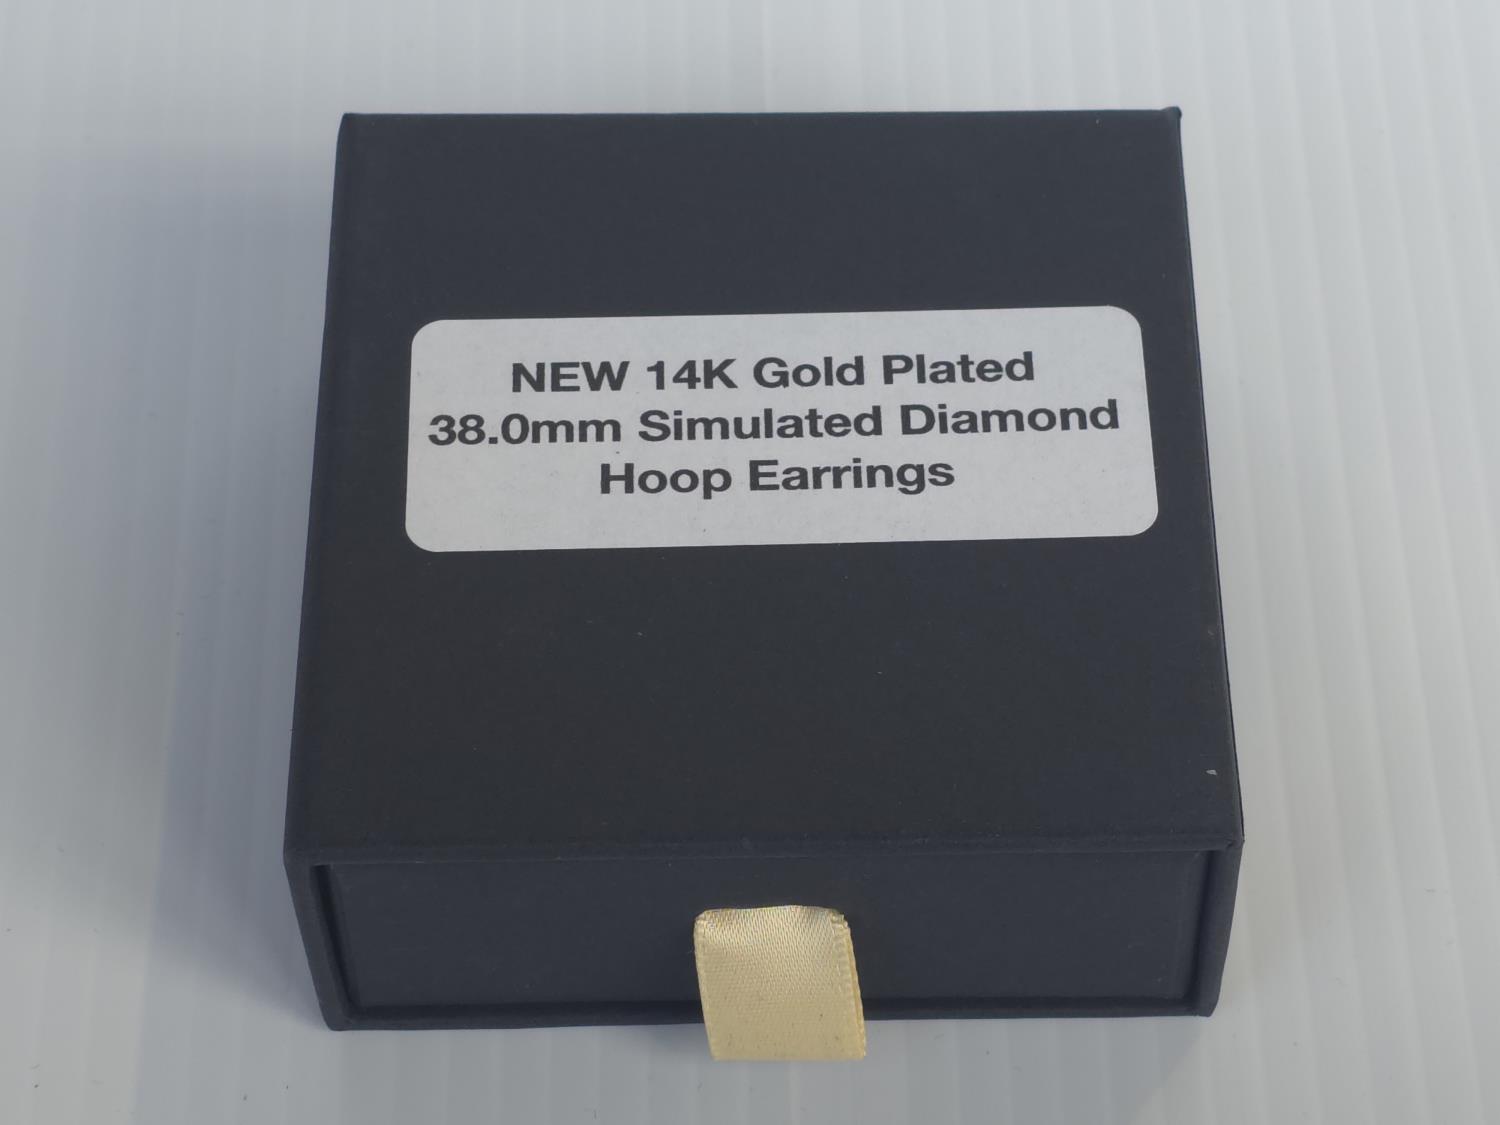 NEW 14K Gold Plated
38.0mm Simulated Diamond
Hoop Earrings